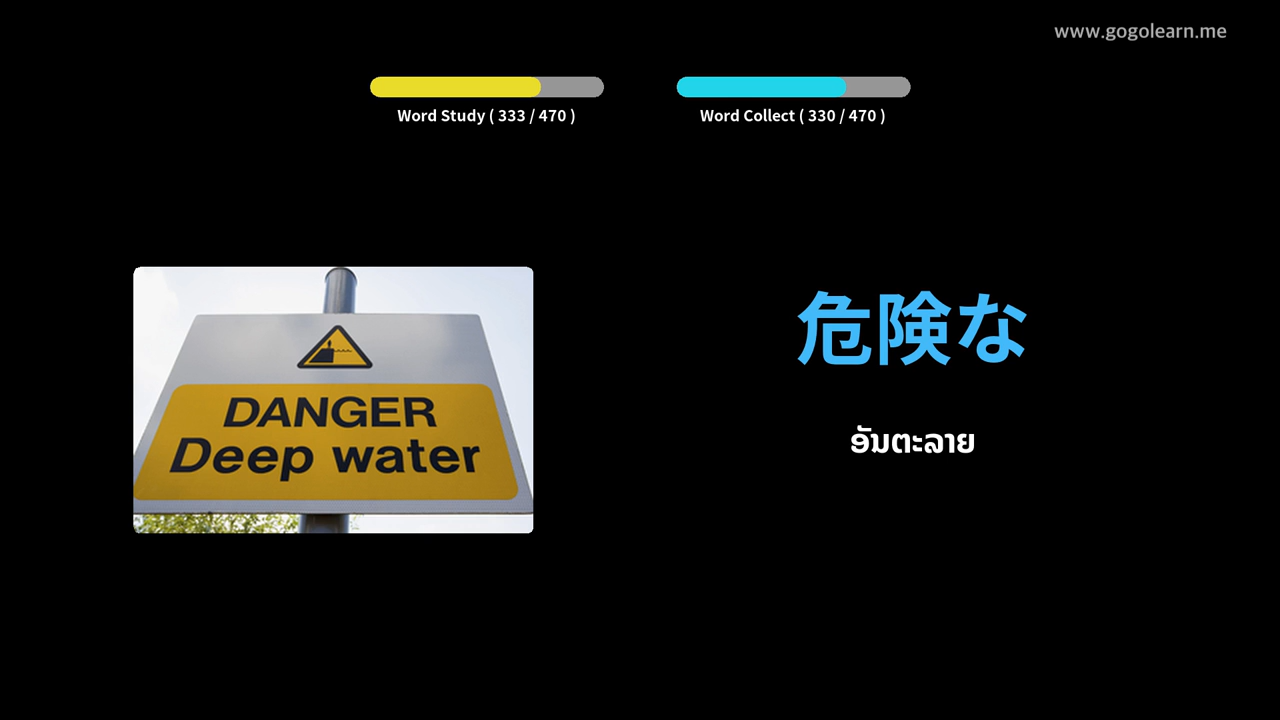 www.gogolearn.me
Word Study ( 333 / 470 )
Word Collect ( 330 / 470 )
DANGER
Deep water
危険な
ອັນຕະລາຍ